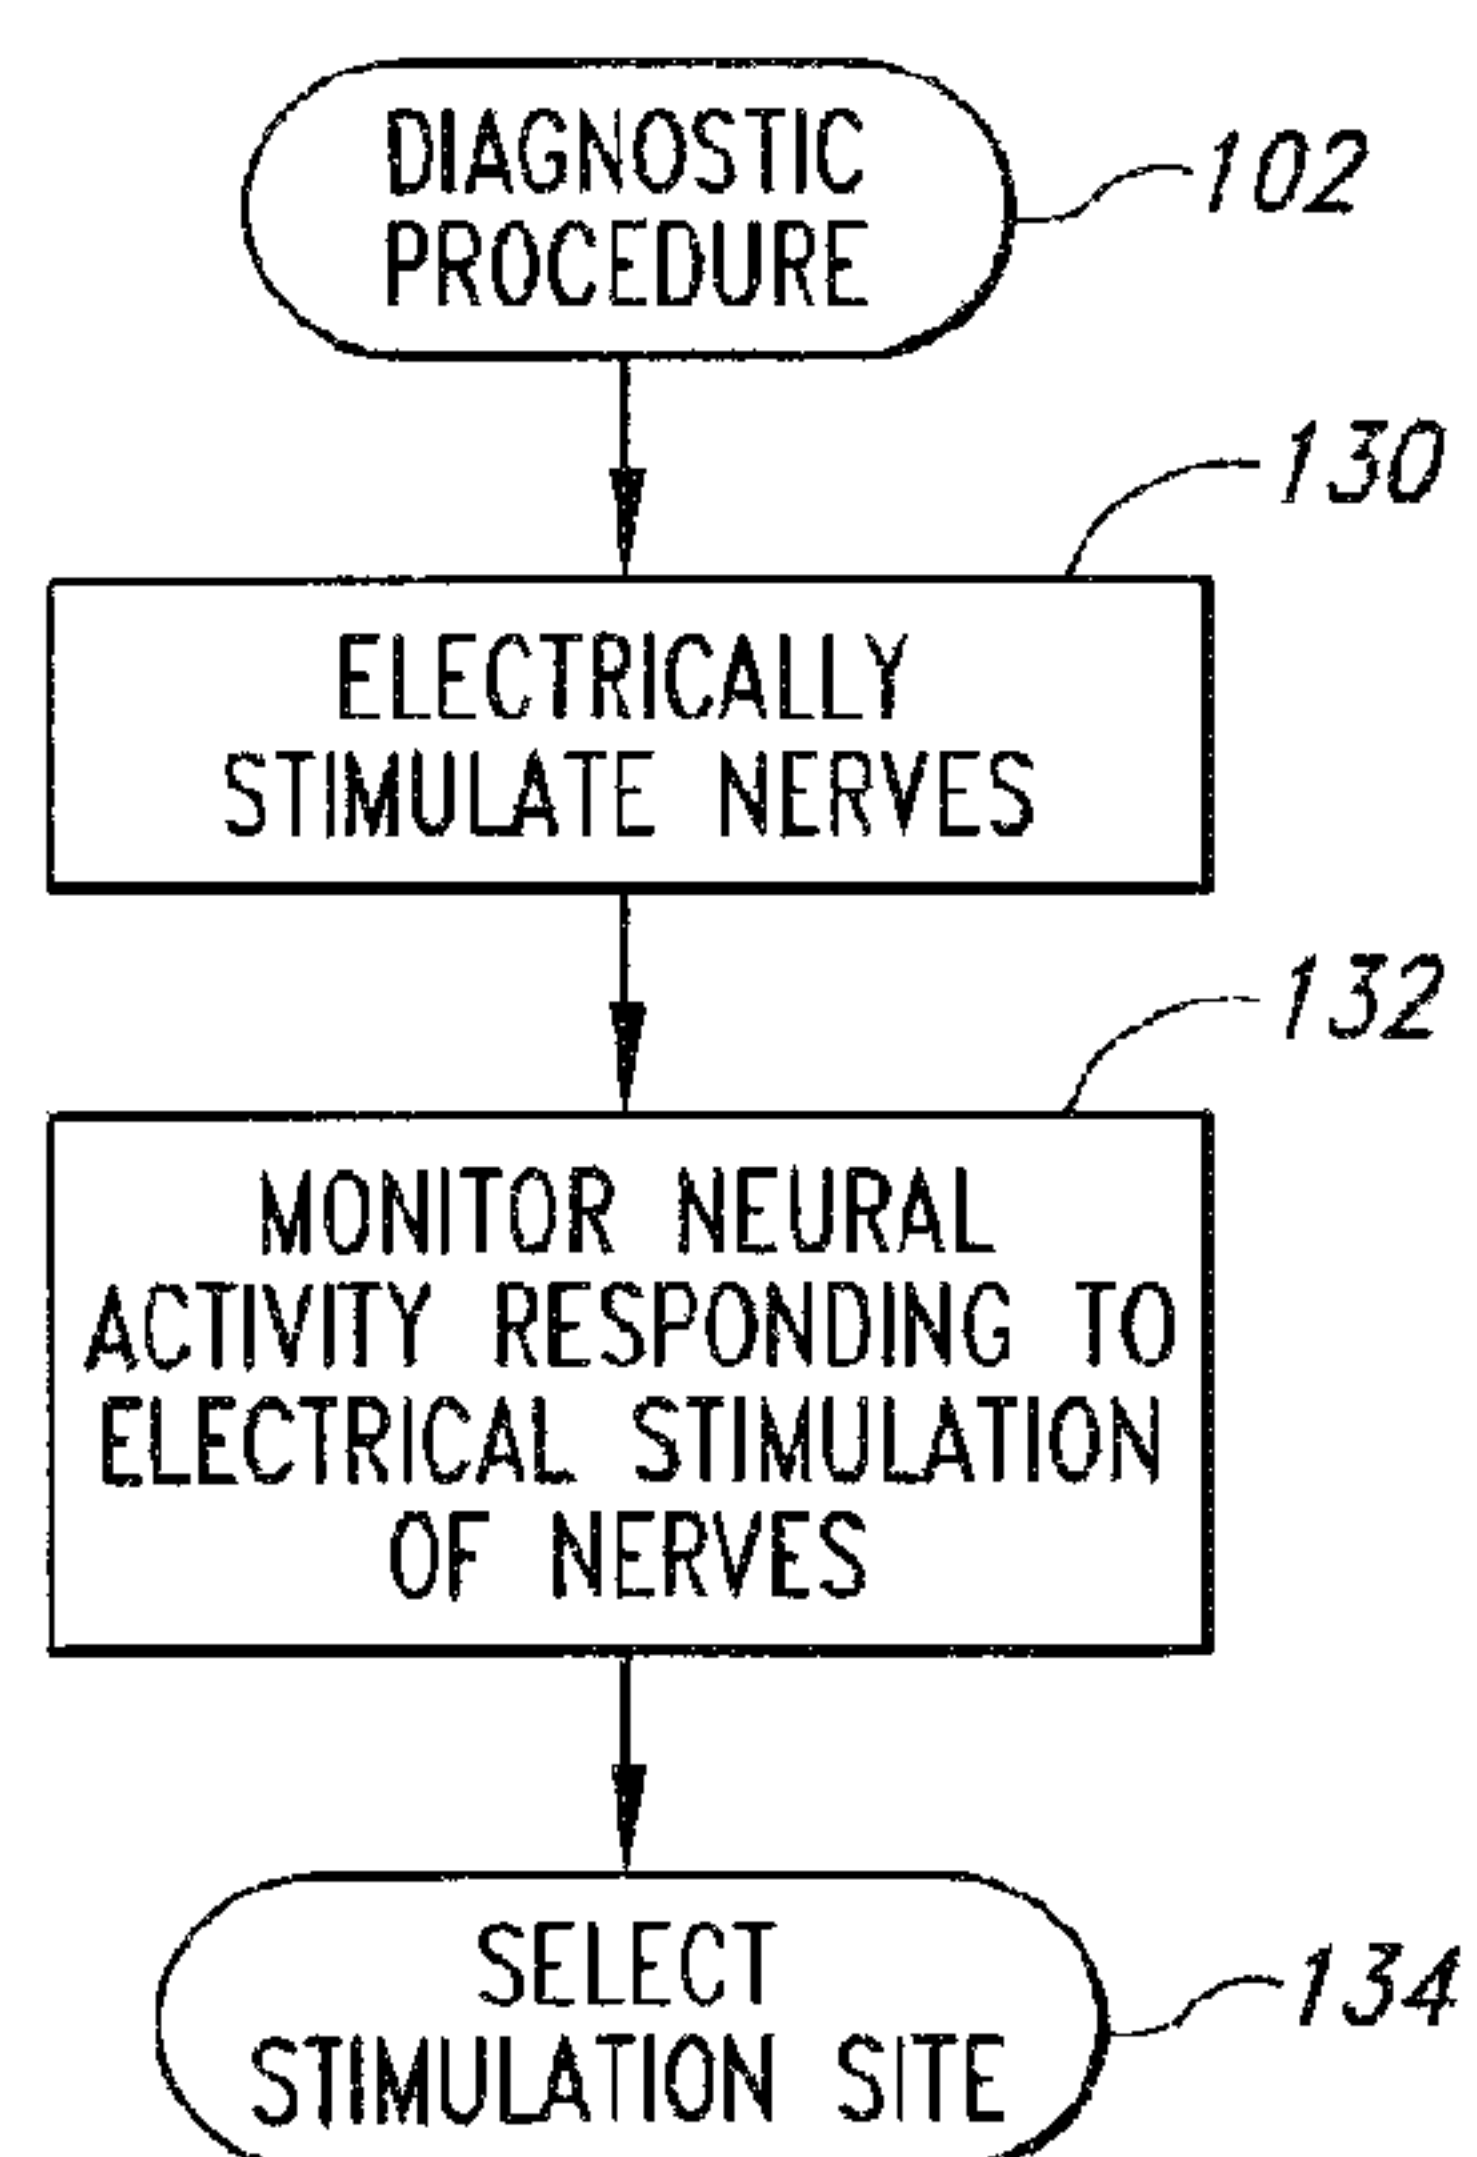 DIAGNOSTIC
PROCEDURE
102
130
ELECTRICALLY
STIMULATE NERVES
132
MONITOR NEURAL
ACTIVITY RESPONDING TO
ELECTRICAL STIMULATION
OF NERVES
SELECT
STIMULATION SITE
134